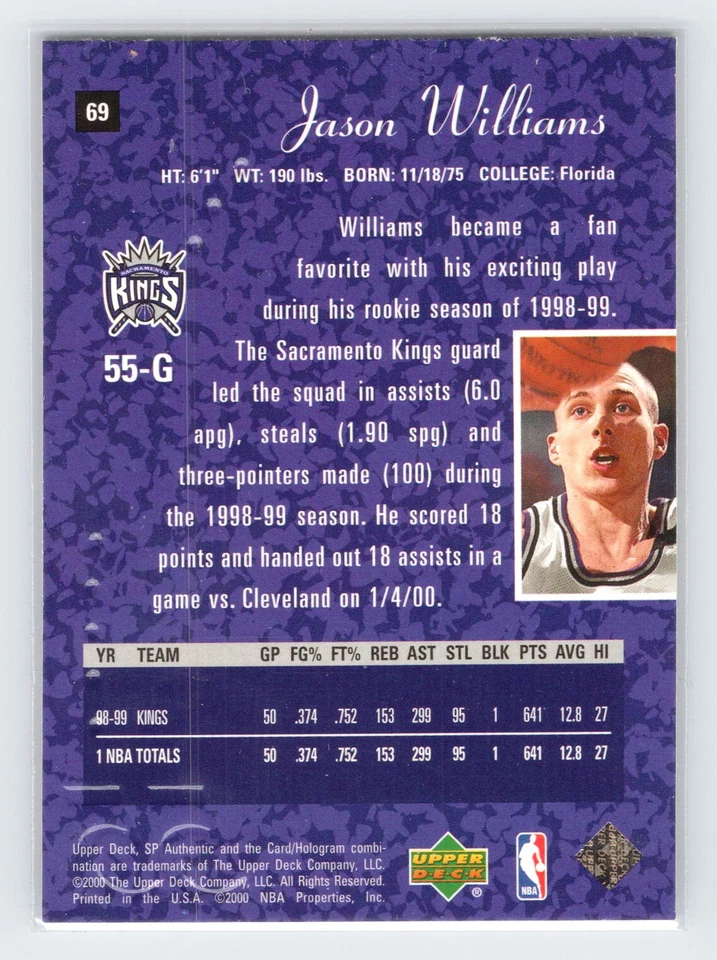 69
Jason Williams
HT: 6'1" WT: 190 lbs. BORN: 11/18/75 COLLEGE: Florida
SACRAMENTO
KINGS
55-G
Williams became a fan
favorite with his exciting play
during his rookie season of 1998-99.
The Sacramento Kings guard
led the squad in assists (6.0
apg), steals (1.90 spg) and
three-pointers made (100) during
the 1998-99 season. He scored 18
points and handed out 18 assists in a
game vs. Cleveland on 1/4/00.
YR TEAM GP FG% FT% REB AST STL BLK PTS AVG HI
98-99 KINGS 50 .374 .752 153 299 95 1 641 12.8 27
1 NBA TOTALS 50 .374 .752 153 299 95 1 641 12.8 27
Upper Deck, SP Authentic and the Card/Hologram combi-
nation are trademarks of The Upper Deck Company, LLC.
©2000 The Upper Deck Company, LLC. All Rights Reserved.
Printed in the U.S.A. ©2000 NBA Properties, Inc.
UPPER
DECK
®
NBA